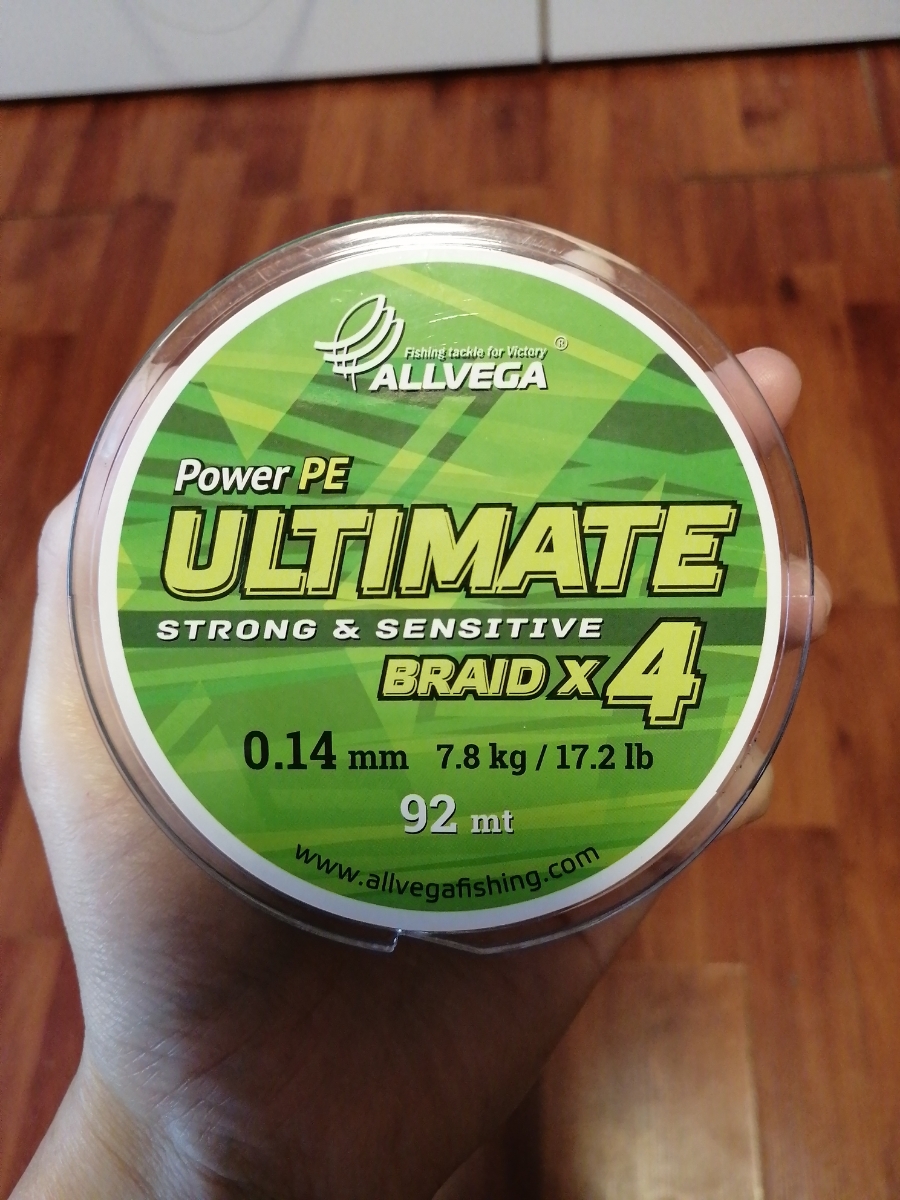 Fishing tackle for Victory ®
ALLVEGA
Power PE
ULTIMATE
STRONG & SENSITIVE
BRAID X4
0.14 mm 7.8 kg / 17.2 lb
92 mt
www.allvegafishing.com